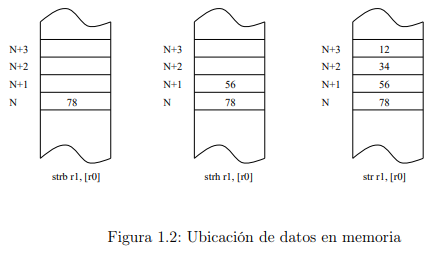 N+3
N+2
N+1
N 78
strb r1, [r0]
N+3
N+2
N+1 56
N 78
strh r1, [r0]
N+3 12
N+2 34
N+1 56
N 78
str r1, [r0]
Figura 1.2: Ubicación de datos en memoria